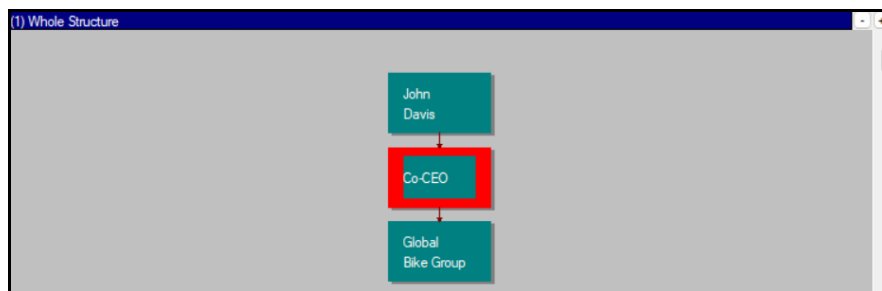 (1) Whole Structure
John
Davis
Co-CEO
Global
Bike Group